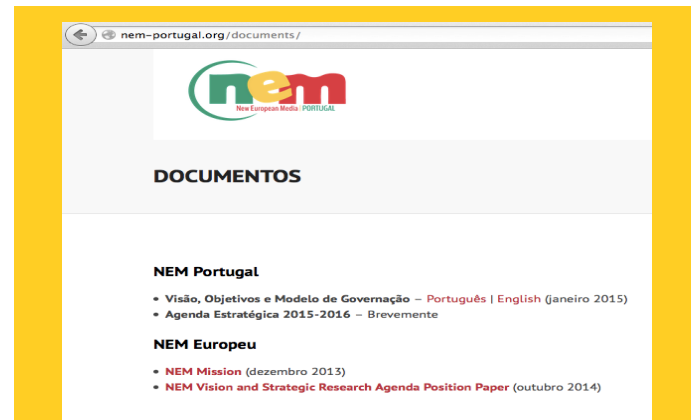 nem-portugal.org/documents/
nem
New European Media | PORTUGAL
DOCUMENTOS
NEM Portugal
• Visão, Objetivos e Modelo de Governação – Português | English (janeiro 2015)
• Agenda Estratégica 2015-2016 – Brevemente
NEM Europeu
• NEM Mission (dezembro 2013)
• NEM Vision and Strategic Research Agenda Position Paper (outubro 2014)